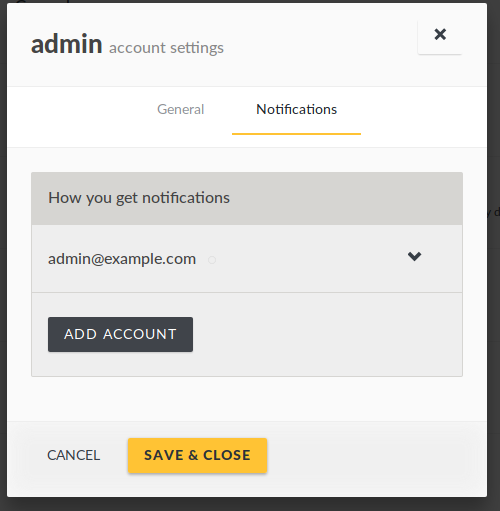 admin account settings
General Notifications
How you get notifications
admin@example.com
ADD ACCOUNT
CANCEL SAVE & CLOSE